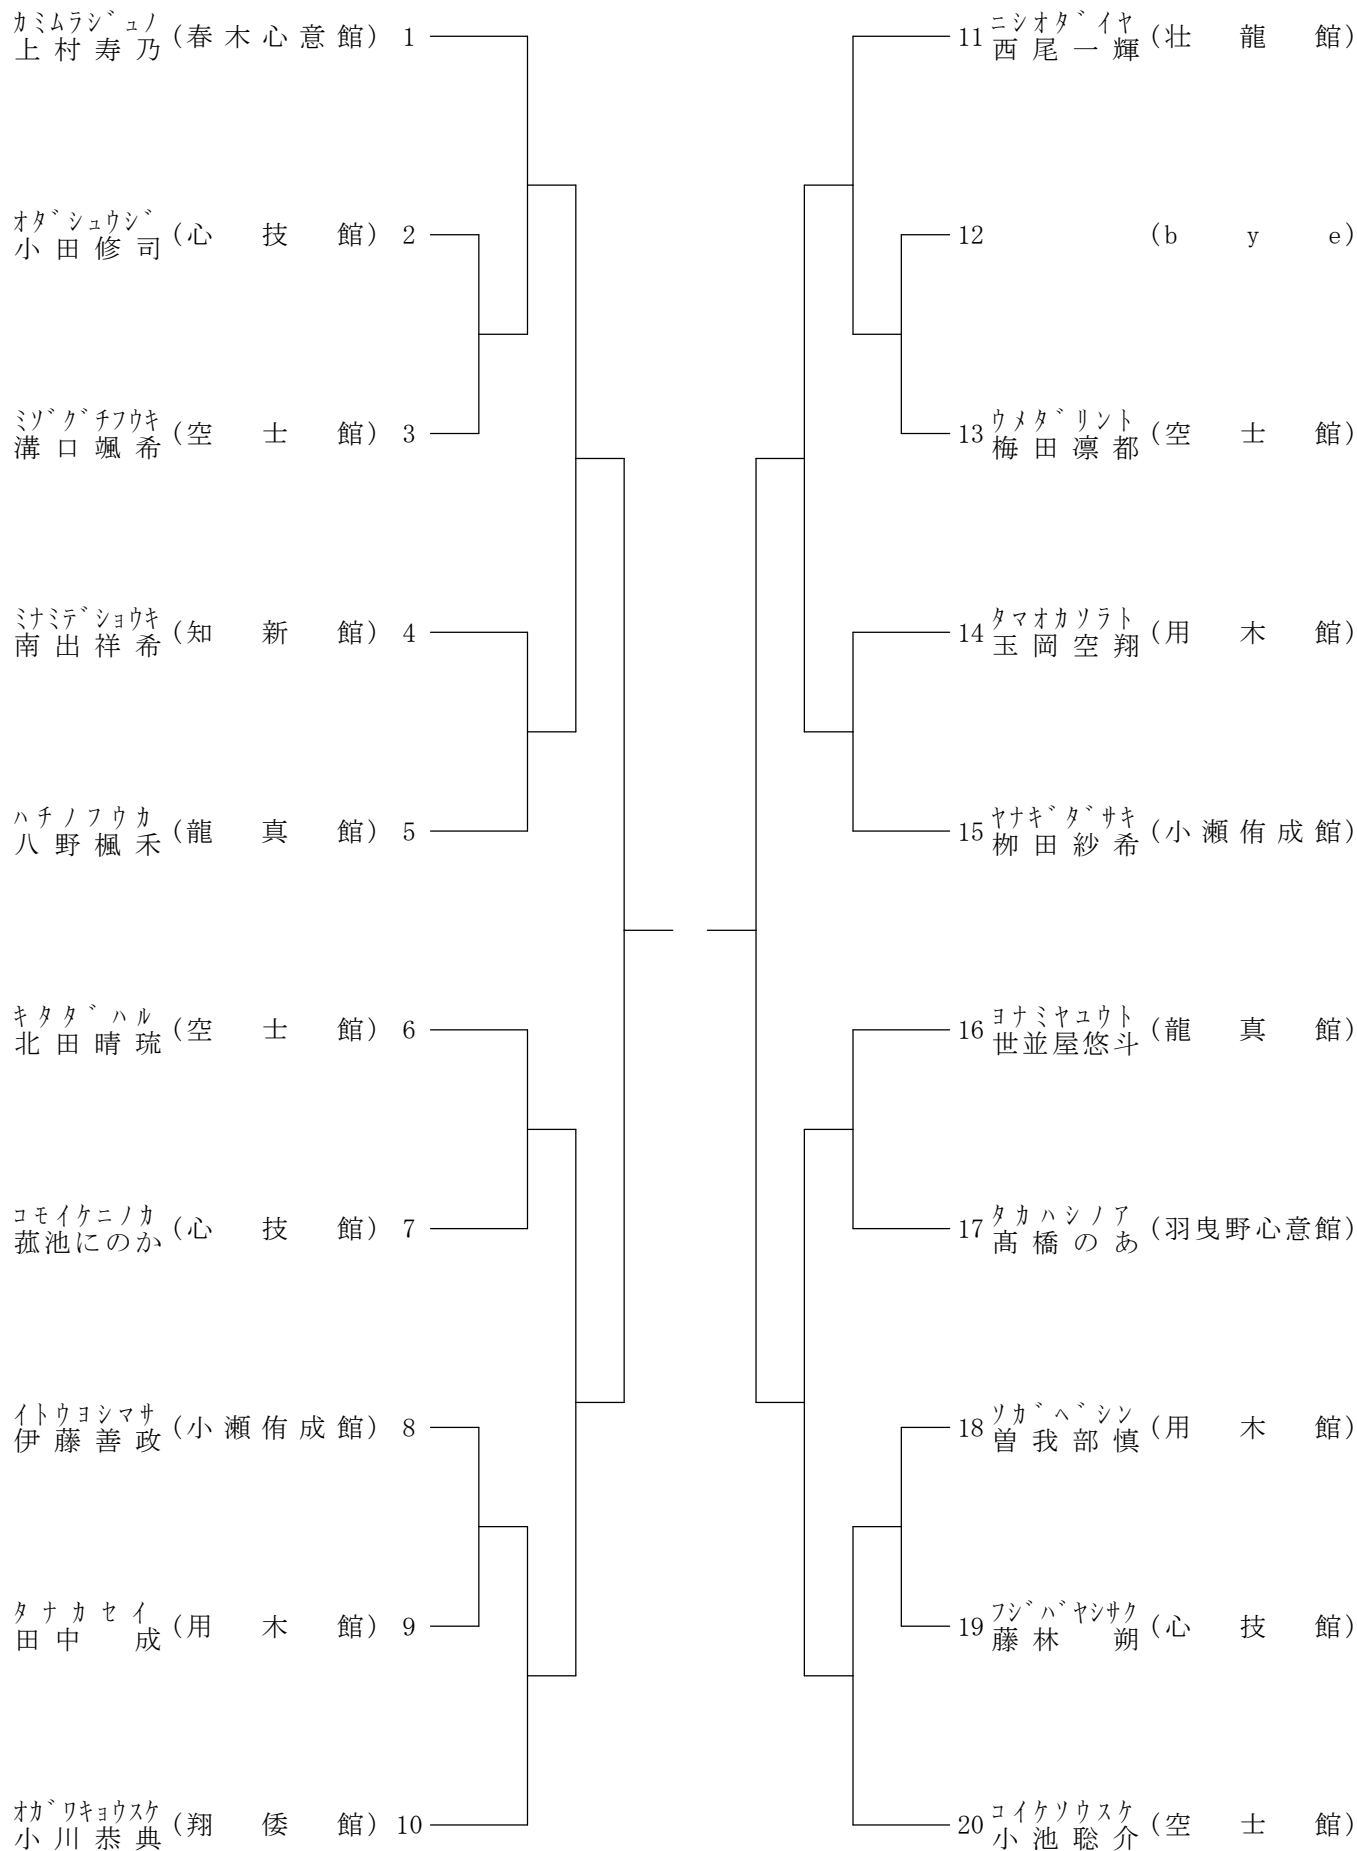 カミムラジュノ
上村寿乃 (春木心意館) 1
オダシュウジ
小田修司 (心技館) 2
ミゾグチフウキ
溝口颯希 (空士館) 3
ミナミデショウキ
南出祥希 (知新館) 4
ハチノフウカ
八野楓禾 (龍真館) 5
キタダハル
北田晴琉 (空士館) 6
コモイケニノカ
菰池にのか (心技館) 7
イトウヨシマサ
伊藤善政 (小瀬侑成館) 8
タナカセイ
田中 成 (用木館) 9
オガワキョウスケ
小川恭典 (翔倭館) 10
ニシオダイヤ
11 西尾一輝 (壮龍館)
12 (bye)
ウメダリント
13 梅田凛都 (空士館)
タマオカソラト
14 玉岡空翔 (用木館)
ヤナギダサキ
15 栁田紗希 (小瀬侑成館)
ヨナミヤユウト
16 世並屋悠斗 (龍真館)
タカハシノア
17 髙橋のあ (羽曳野心意館)
ソガベシン
18 曽我部慎 (用木館)
フジバヤシサク
19 藤林 朔 (心技館)
コイケソウスケ
20 小池聡介 (空士館)